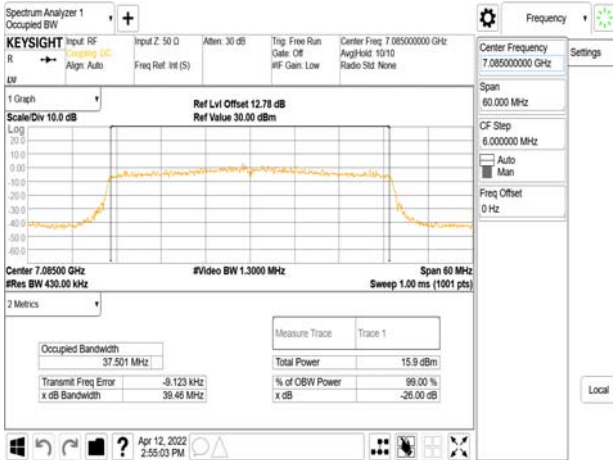 Spectrum Analyzer 1
Occupied BW
Frequency
KEYSIGHT
R
LXI
Input: RF
Coupling: DC
Align: Auto
Input Z: 50 Ω
Freq Ref: Int (S)
Atten: 30 dB
Trig: Free Run
Gate: Off
#IF Gain: Low
Center Freq: 7.085000000 GHz
Avg|Hold: 10/10
Radio Std: None
Center Frequency
7.085000000 GHz
Settings
Span
60.000 MHz
CF Step
6.000000 MHz
Auto
Man
Freq Offset
0 Hz
Local
1 Graph
Scale/Div 10.0 dB
Ref Lvl Offset 12.78 dB
Ref Value 30.00 dBm
Log
20.0
10.0
0.00
-10.0
-20.0
-30.0
-40.0
-50.0
-60.0
Center 7.08500 GHz
#Video BW 1.3000 MHz
Span 60 MHz
#Res BW 430.00 kHz
Sweep 1.00 ms (1001 pts)
2 Metrics
Measure Trace Trace 1
Occupied Bandwidth
37.501 MHz
Total Power 15.9 dBm
Transmit Freq Error -9.123 kHz
% of OBW Power 99.00 %
x dB Bandwidth 39.46 MHz
x dB -26.00 dB
Apr 12, 2022
2:55:03 PM